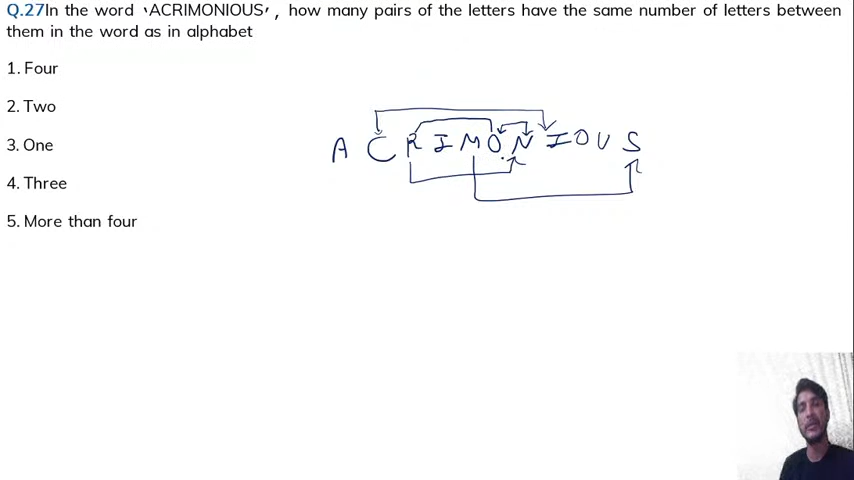 Q.27In the word ‵ACRIMONIOUS′, how many pairs of the letters have the same number of letters between
them in the word as in alphabet
1. Four
2. Two
3. One
4. Three
5. More than four
A C R I M O N I O U S